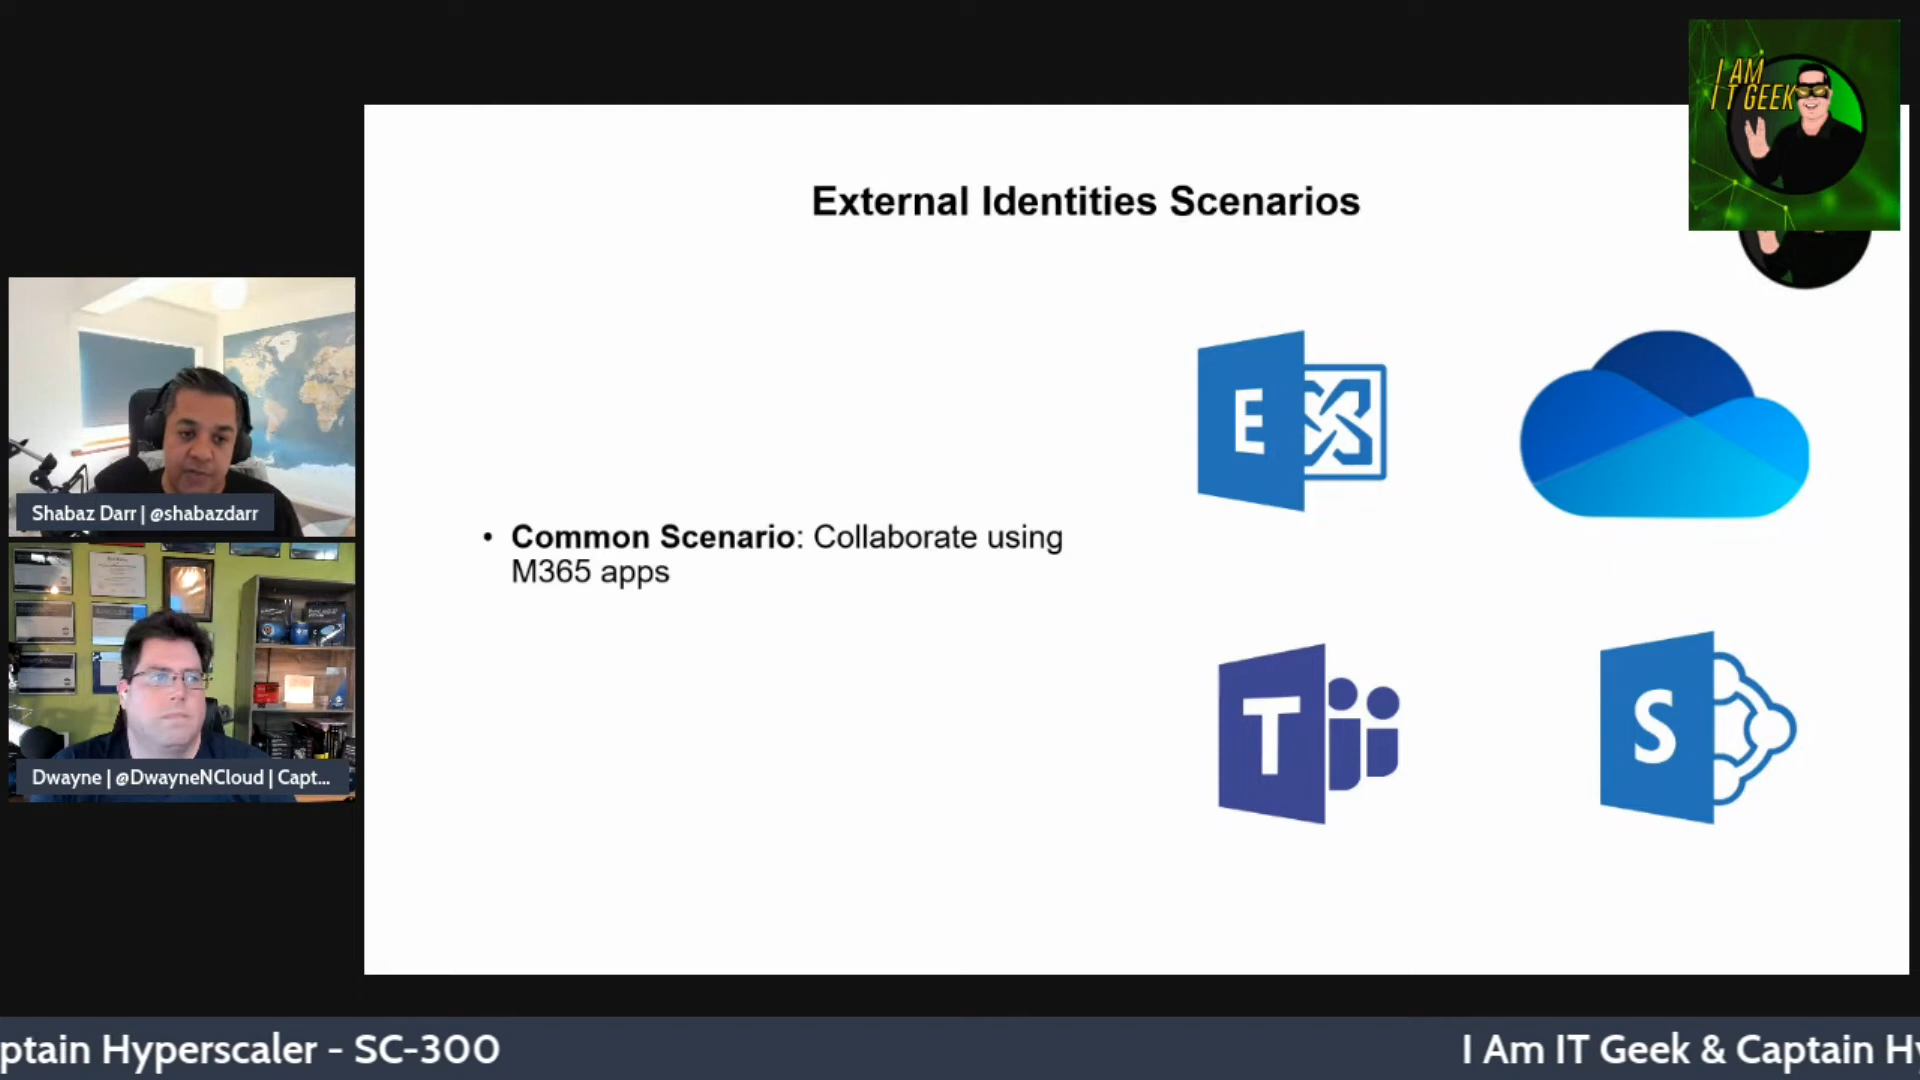 I AM
IT GEEK
External Identities Scenarios
E
Shabaz Darr | @shabazdarr
• Common Scenario: Collaborate using
M365 apps
T
S
Dwayne | @DwayneNCloud | Capt...
ptain Hyperscaler - SC-300
I Am IT Geek & Captain Hy